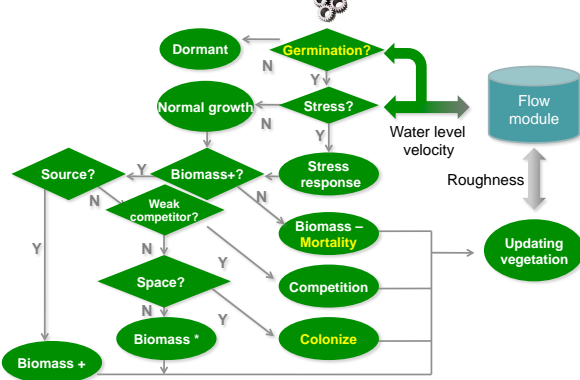 Dormant
Germination?
N
Y
Normal growth
Stress?
N
Y
Water level
velocity
Flow
module
Source?
Y
Biomass+?
Stress
response
Roughness
N
Weak
competitor?
N
Biomass –
Mortality
Updating
vegetation
Y
N
Y
Space?
Competition
N
Y
Biomass *
Colonize
Biomass +